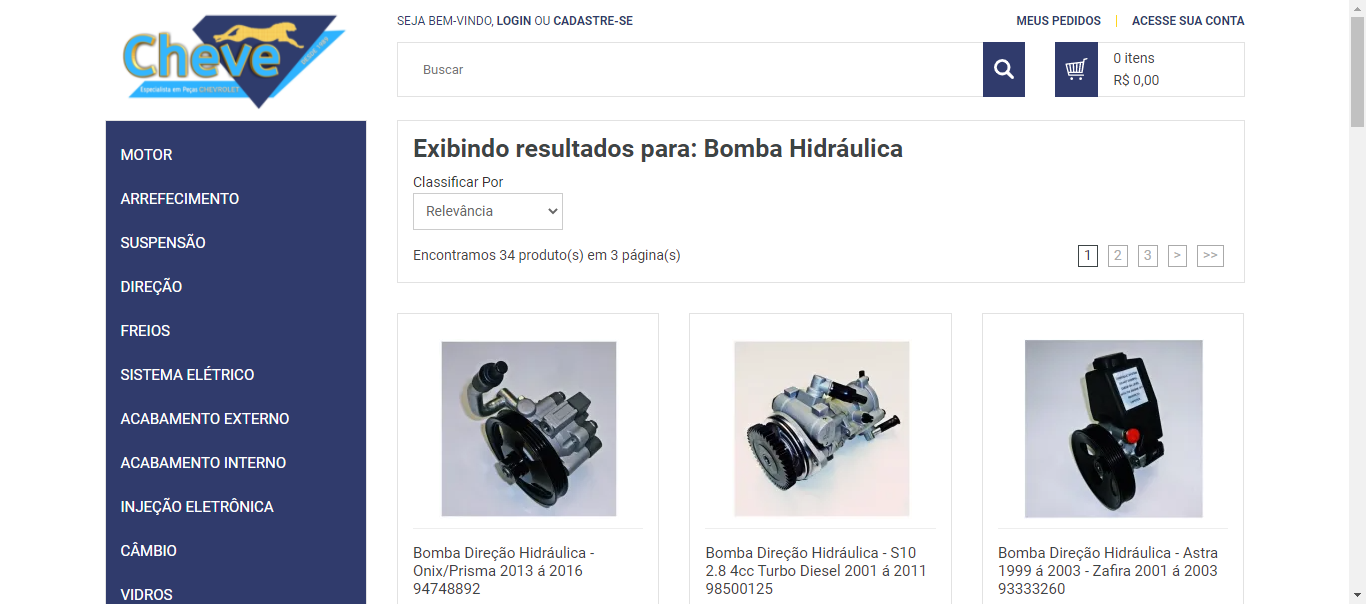 Cheve
DESDE 1989
Especialista em Peças CHEVROLET
SEJA BEM-VINDO, LOGIN OU CADASTRE-SE
MEUS PEDIDOS | ACESSE SUA CONTA
Buscar
0 itens
R$ 0,00
MOTOR
ARREFECIMENTO
SUSPENSÃO
DIREÇÃO
FREIOS
SISTEMA ELÉTRICO
ACABAMENTO EXTERNO
ACABAMENTO INTERNO
INJEÇÃO ELETRÔNICA
CÂMBIO
VIDROS
Exibindo resultados para: Bomba Hidráulica
Classificar Por
Relevância
Encontramos 34 produto(s) em 3 página(s)
1 2 3 > >>
Bomba Direção Hidráulica -
Onix/Prisma 2013 á 2016
94748892
Bomba Direção Hidráulica - S10
2.8 4cc Turbo Diesel 2001 á 2011
98500125
Bomba Direção Hidráulica - Astra
1999 á 2003 - Zafira 2001 á 2003
93333260